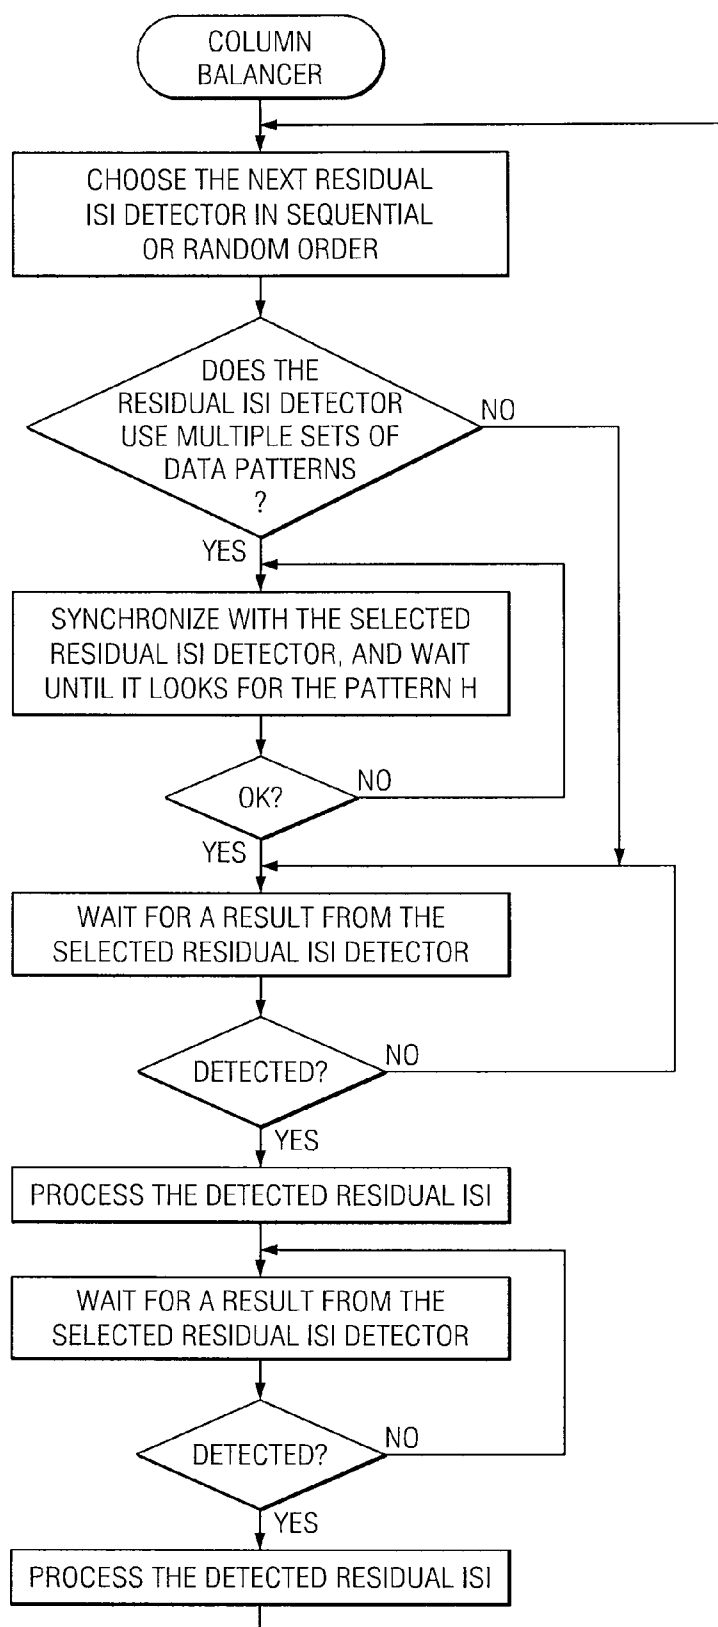 COLUMN
BALANCER
CHOOSE THE NEXT RESIDUAL
ISI DETECTOR IN SEQUENTIAL
OR RANDOM ORDER
DOES THE
RESIDUAL ISI DETECTOR
USE MULTIPLE SETS OF
DATA PATTERNS
?
NO
YES
SYNCHRONIZE WITH THE SELECTED
RESIDUAL ISI DETECTOR, AND WAIT
UNTIL IT LOOKS FOR THE PATTERN H
OK?
NO
YES
WAIT FOR A RESULT FROM THE
SELECTED RESIDUAL ISI DETECTOR
DETECTED?
NO
YES
PROCESS THE DETECTED RESIDUAL ISI
WAIT FOR A RESULT FROM THE
SELECTED RESIDUAL ISI DETECTOR
DETECTED?
NO
YES
PROCESS THE DETECTED RESIDUAL ISI